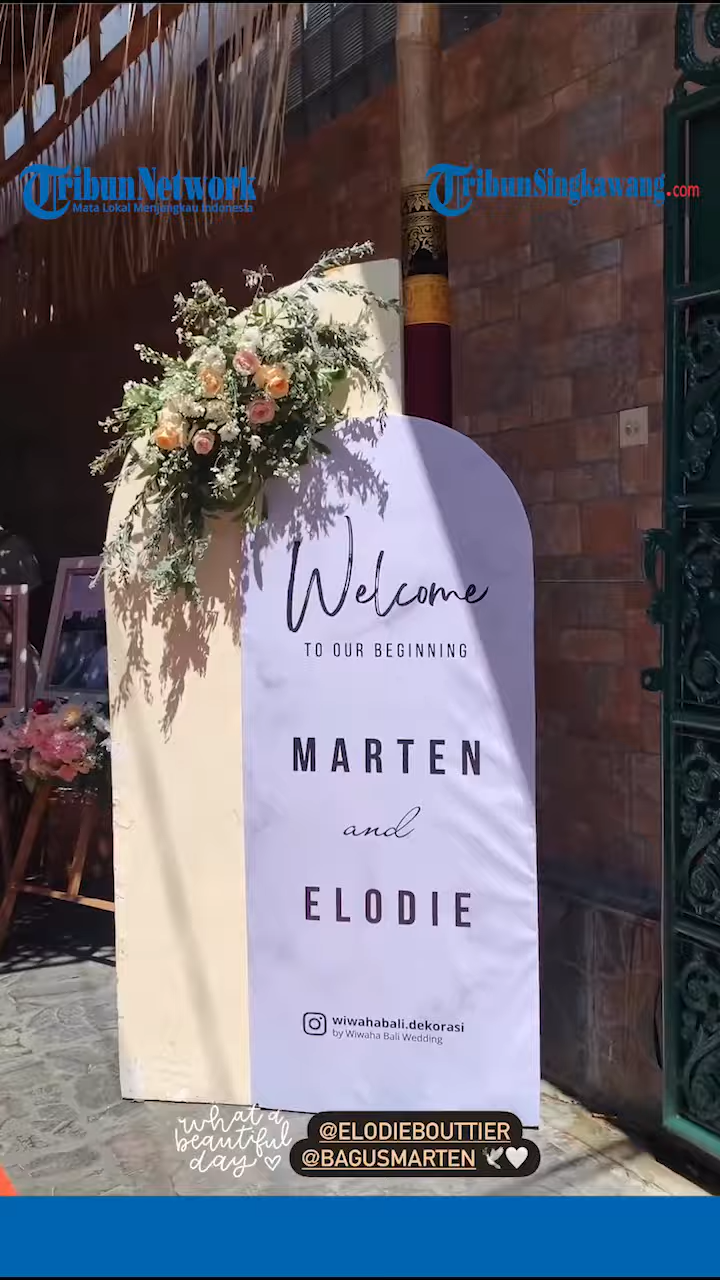 TribunNetwork
Mata Lokal Menjangkau Indonesia
TribunSingkawang.com
Welcome
TO OUR BEGINNING
MARTEN
and
ELODIE
wiwahabali.dekorasi
by Wiwaha Bali Wedding
what a
beautiful
day
@ELODIEBOUTTIER
@BAGUSMARTEN